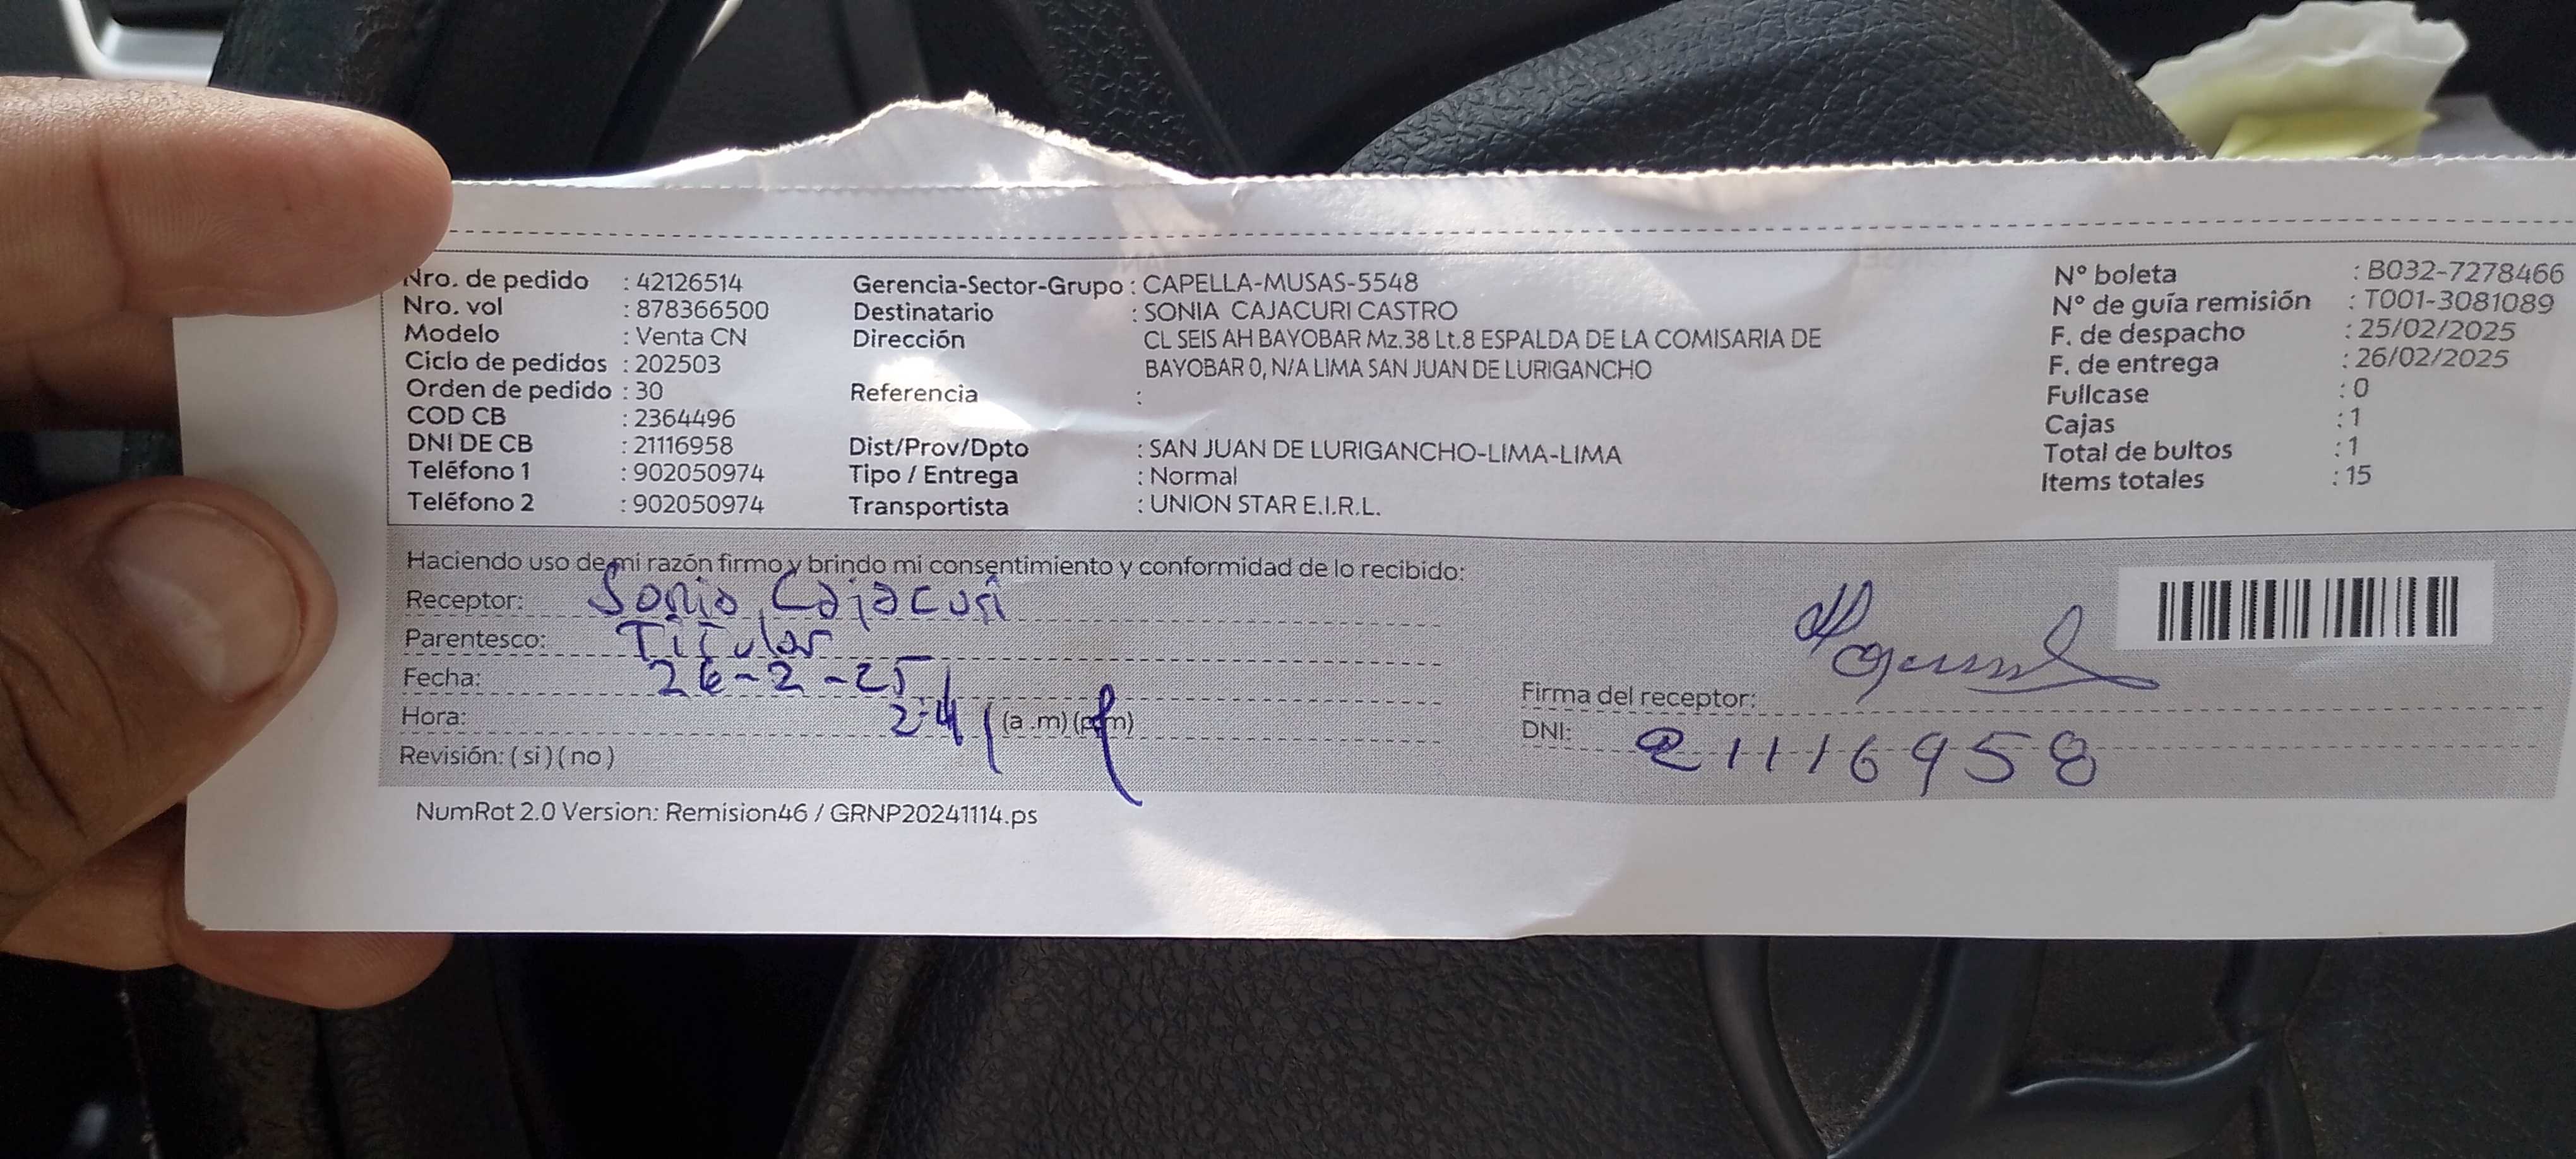 Nro. de pedido : 42126514 Gerencia-Sector-Grupo : CAPELLA-MUSAS-5548 N° boleta : B032-7278466
Nro. vol : 878366500 Destinatario : SONIA CAJACURI CASTRO N° de guía remisión : T001-3081089
Modelo : Venta CN Dirección CL SEIS AH BAYOBAR Mz.38 Lt.8 ESPALDA DE LA COMISARIA DE F. de despacho : 25/02/2025
Ciclo de pedidos : 202503 BAYOBAR 0, N/A LIMA SAN JUAN DE LURIGANCHO F. de entrega : 26/02/2025
Orden de pedido : 30 Referencia : Fullcase : 0
COD CB : 2364496 Cajas : 1
DNI DE CB : 21116958 Dist/Prov/Dpto : SAN JUAN DE LURIGANCHO-LIMA-LIMA Total de bultos : 1
Teléfono 1 : 902050974 Tipo / Entrega : Normal Items totales : 15
Teléfono 2 : 902050974 Transportista : UNION STAR E.I.R.L.
Haciendo uso de mi razón firmo y brindo mi consentimiento y conformidad de lo recibido:
Receptor: Sonia Cajacuri
Parentesco: Titular
Fecha: 26-2-25
Firma del receptor:
Hora: (a .m) (p.m)
DNI: 21116958
Revisión: ( si ) ( no )
NumRot 2.0 Version: Remision46 / GRNP20241114.ps